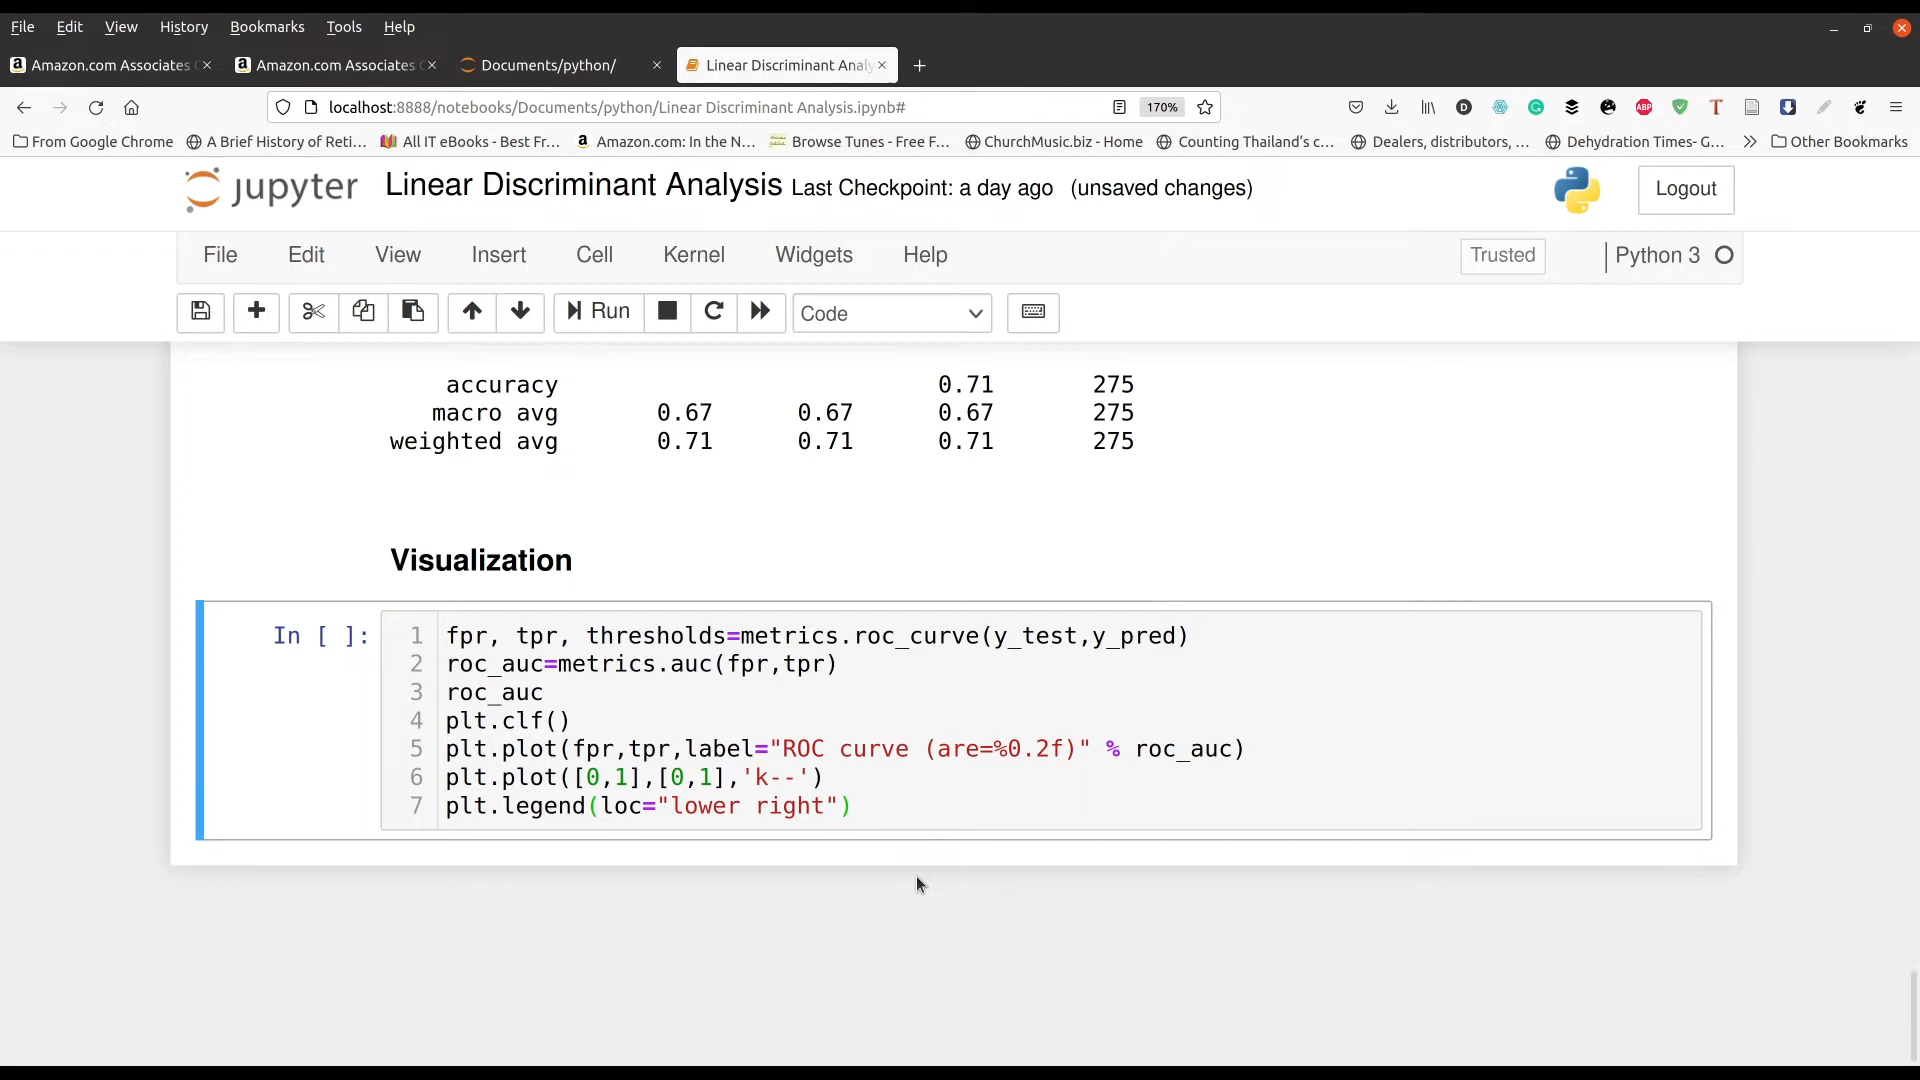 File Edit View History Bookmarks Tools Help
Amazon.com Associates Amazon.com Associates Documents/python/ Linear Discriminant Analy
localhost:8888/notebooks/Documents/python/Linear Discriminant Analysis.ipynb# 170% D ABP T
From Google Chrome A Brief History of Reti... All IT eBooks - Best Fr... Amazon.com: In the N... Browse Tunes - Free F... ChurchMusic.biz - Home Counting Thailand's c... Dealers, distributors, ... Dehydration Times- G... Other Bookmarks
jupyter Linear Discriminant Analysis Last Checkpoint: a day ago (unsaved changes) Logout
File Edit View Insert Cell Kernel Widgets Help Trusted Python 3
Run Code
accuracy 0.71 275
macro avg 0.67 0.67 0.67 275
weighted avg 0.71 0.71 0.71 275
Visualization
In [ ]: 1 fpr, tpr, thresholds=metrics.roc_curve(y_test,y_pred)
2 roc_auc=metrics.auc(fpr,tpr)
3 roc_auc
4 plt.clf()
5 plt.plot(fpr,tpr,label="ROC curve (are=%0.2f)" % roc_auc)
6 plt.plot([0,1],[0,1],'k--')
7 plt.legend(loc="lower right")